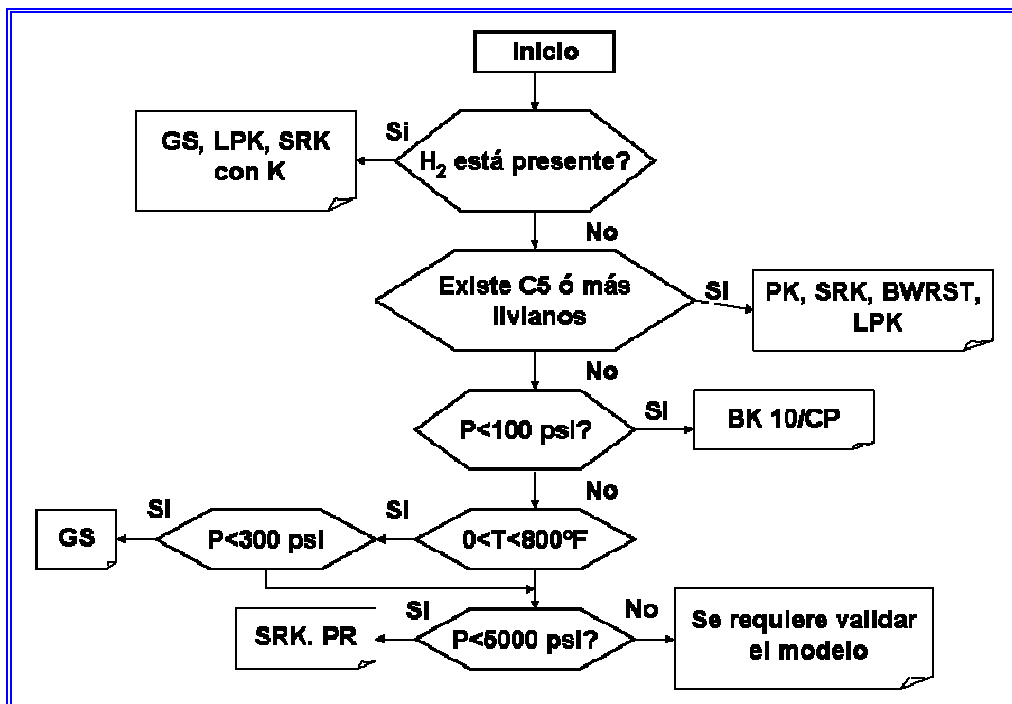 Inicio
Si
GS, LPK, SRK
con K
H2 está presente?
No
Existe C5 ó más
livianos
SI
PK, SRK, BWRST,
LPK
No
P<100 psi?
SI
BK 10/CP
No
SI
SI
GS
P<300 psi
0<T<800ºF
SI
No
SRK. PR
P<5000 psi?
Se requiere validar
el modelo